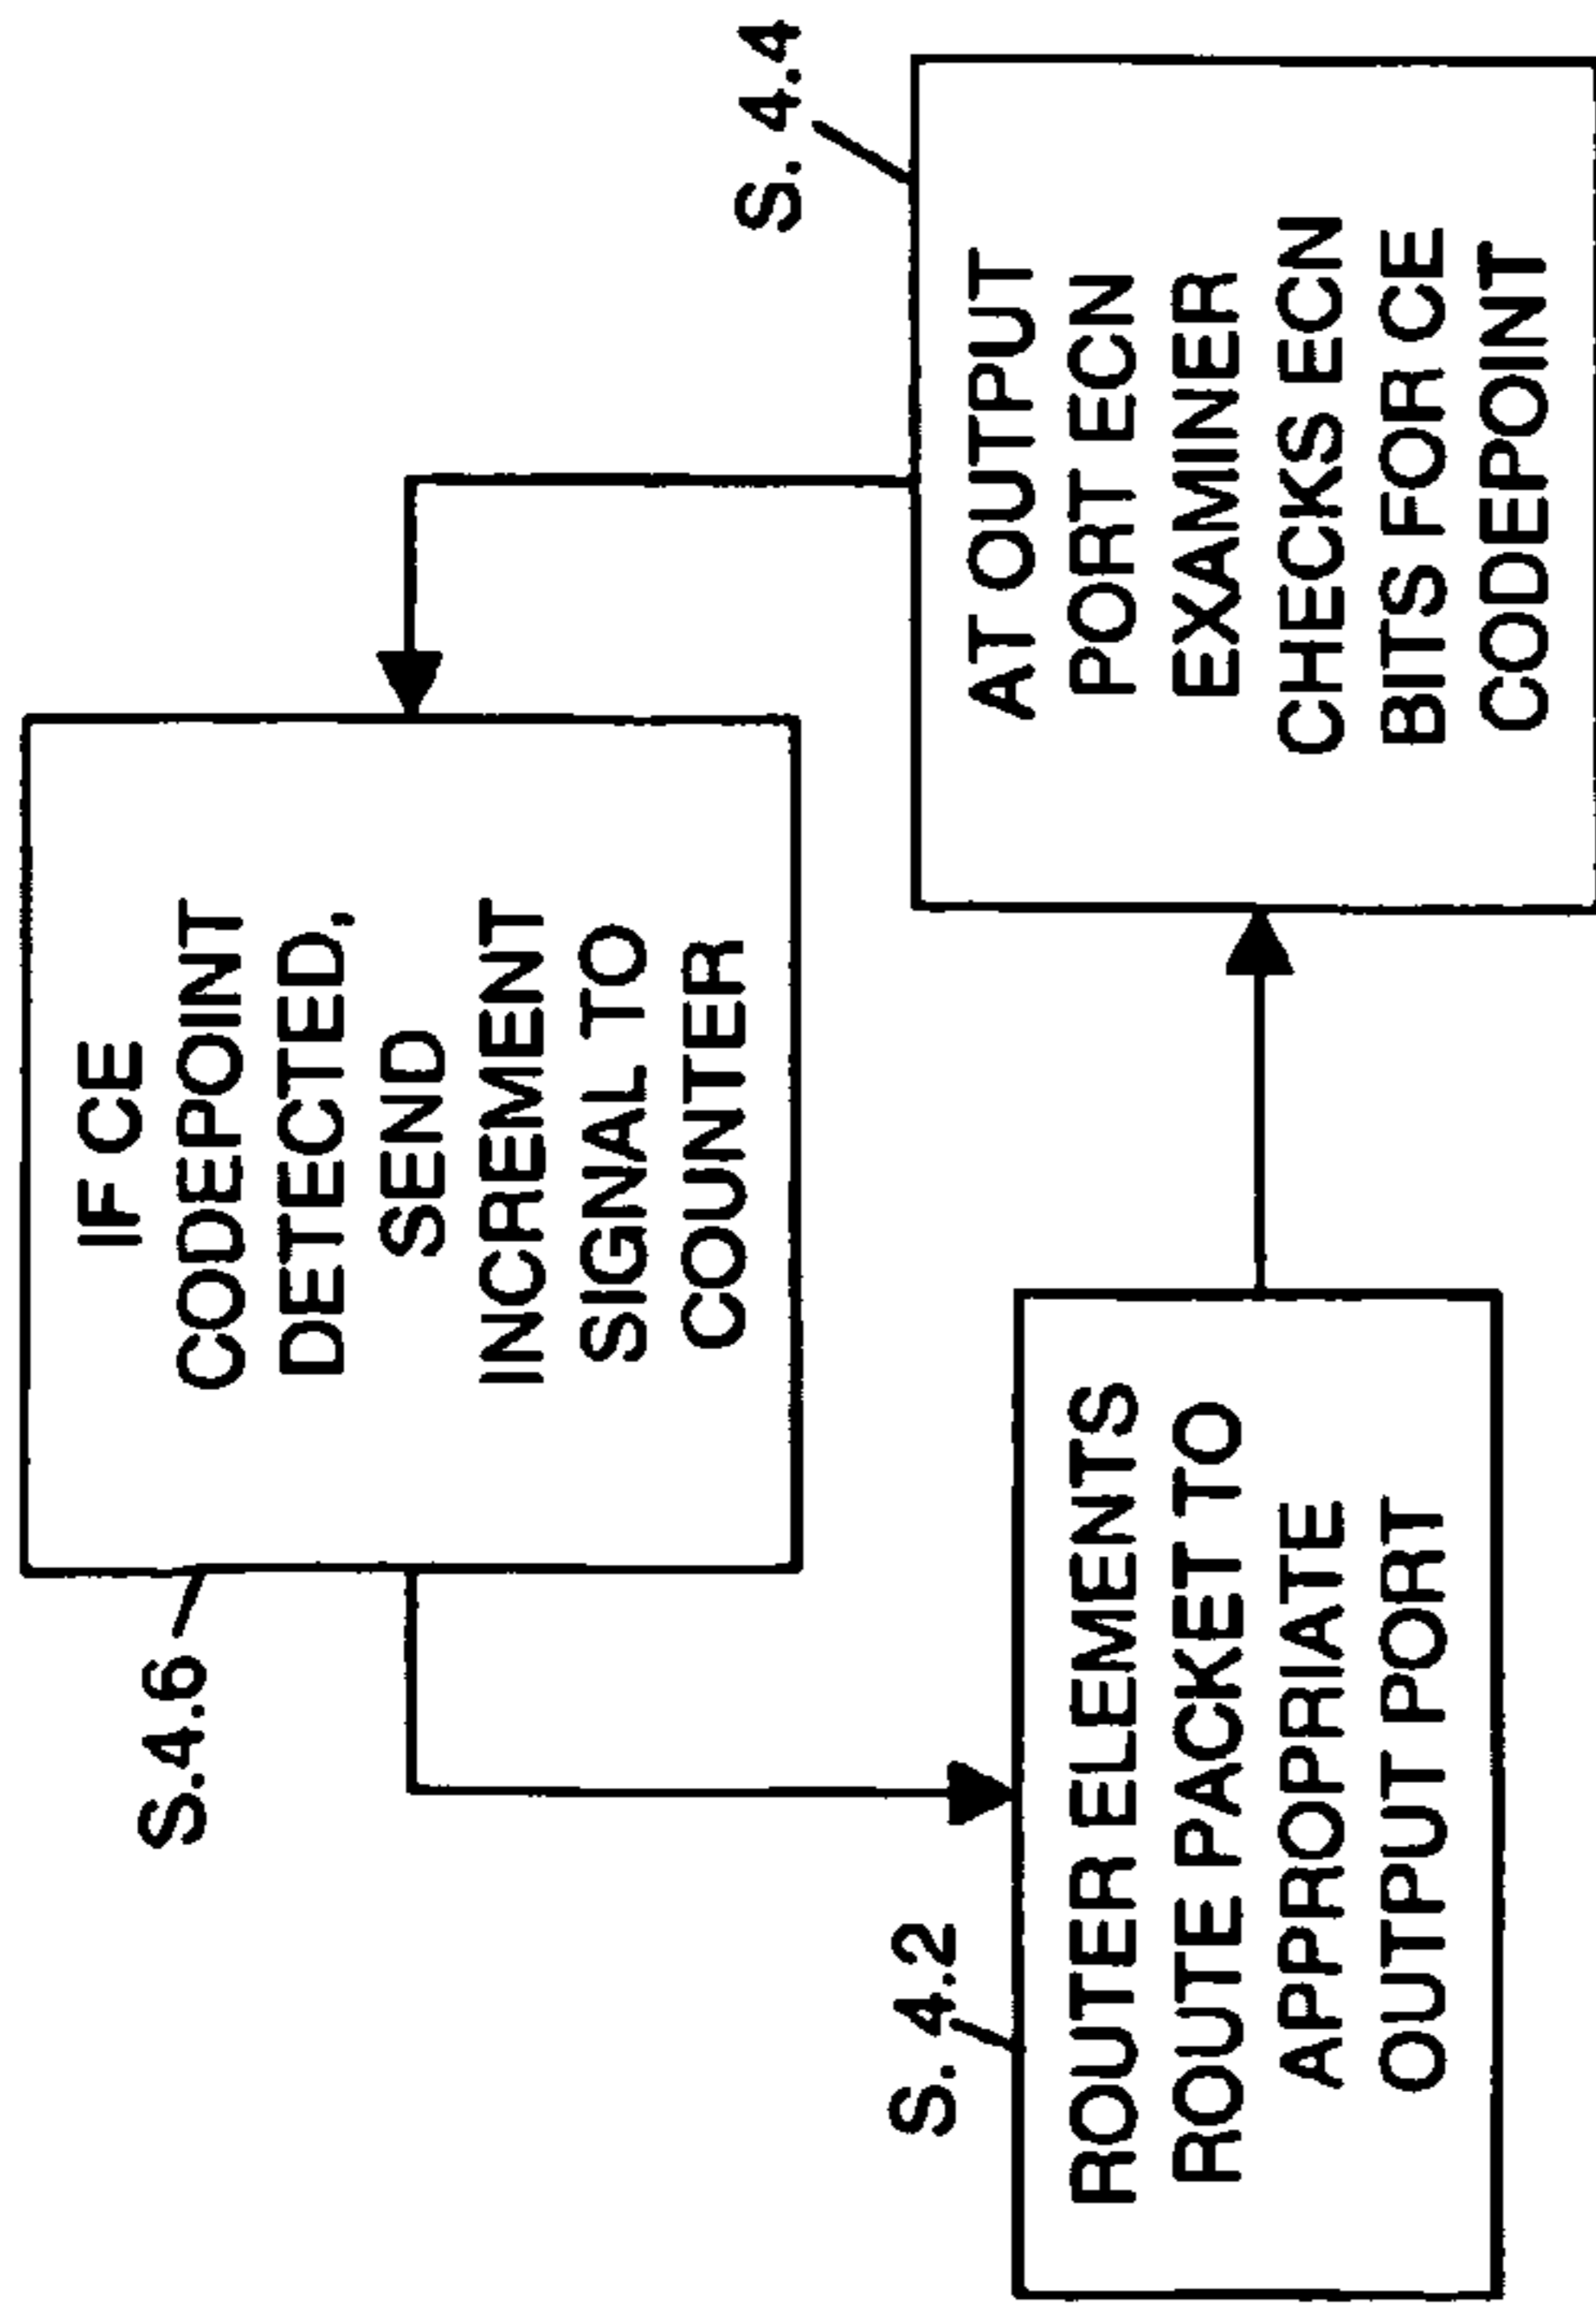 S.4.6
IF CE
CODEPOINT
DETECTED,
SEND
INCREMENT
SIGNAL TO
COUNTER
S. 4.4
S. 4.2
ROUTER ELEMENTS
ROUTE PACKET TO
APPROPRIATE
OUTPUT PORT
AT OUTPUT
PORT ECN
EXAMINER
CHECKS ECN
BITS FOR CE
CODEPOINT